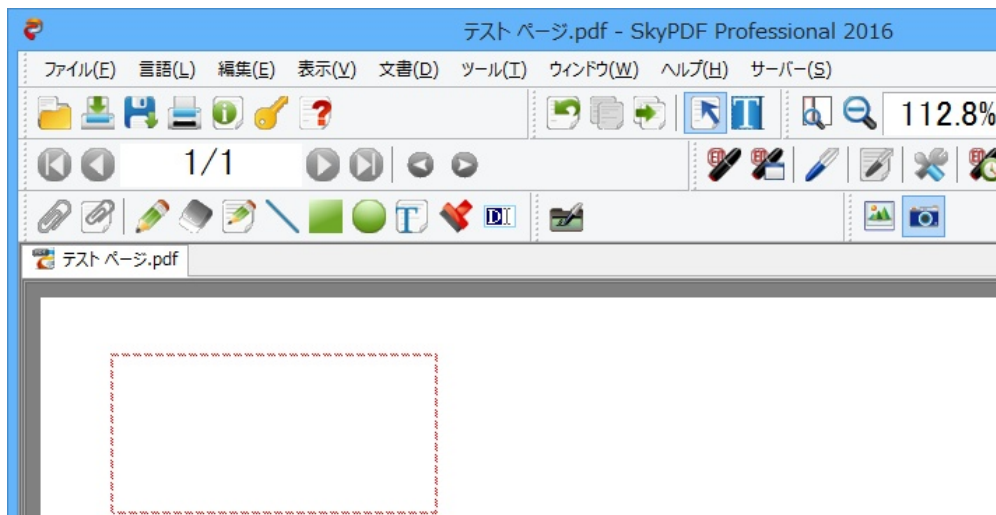 テスト ページ.pdf - SkyPDF Professional 2016
ファイル(F) 言語(L) 編集(E) 表示(V) 文書(D) ツール(T) ウィンドウ(W) ヘルプ(H) サーバー(S)
112.8%
1/1
テスト ページ.pdf